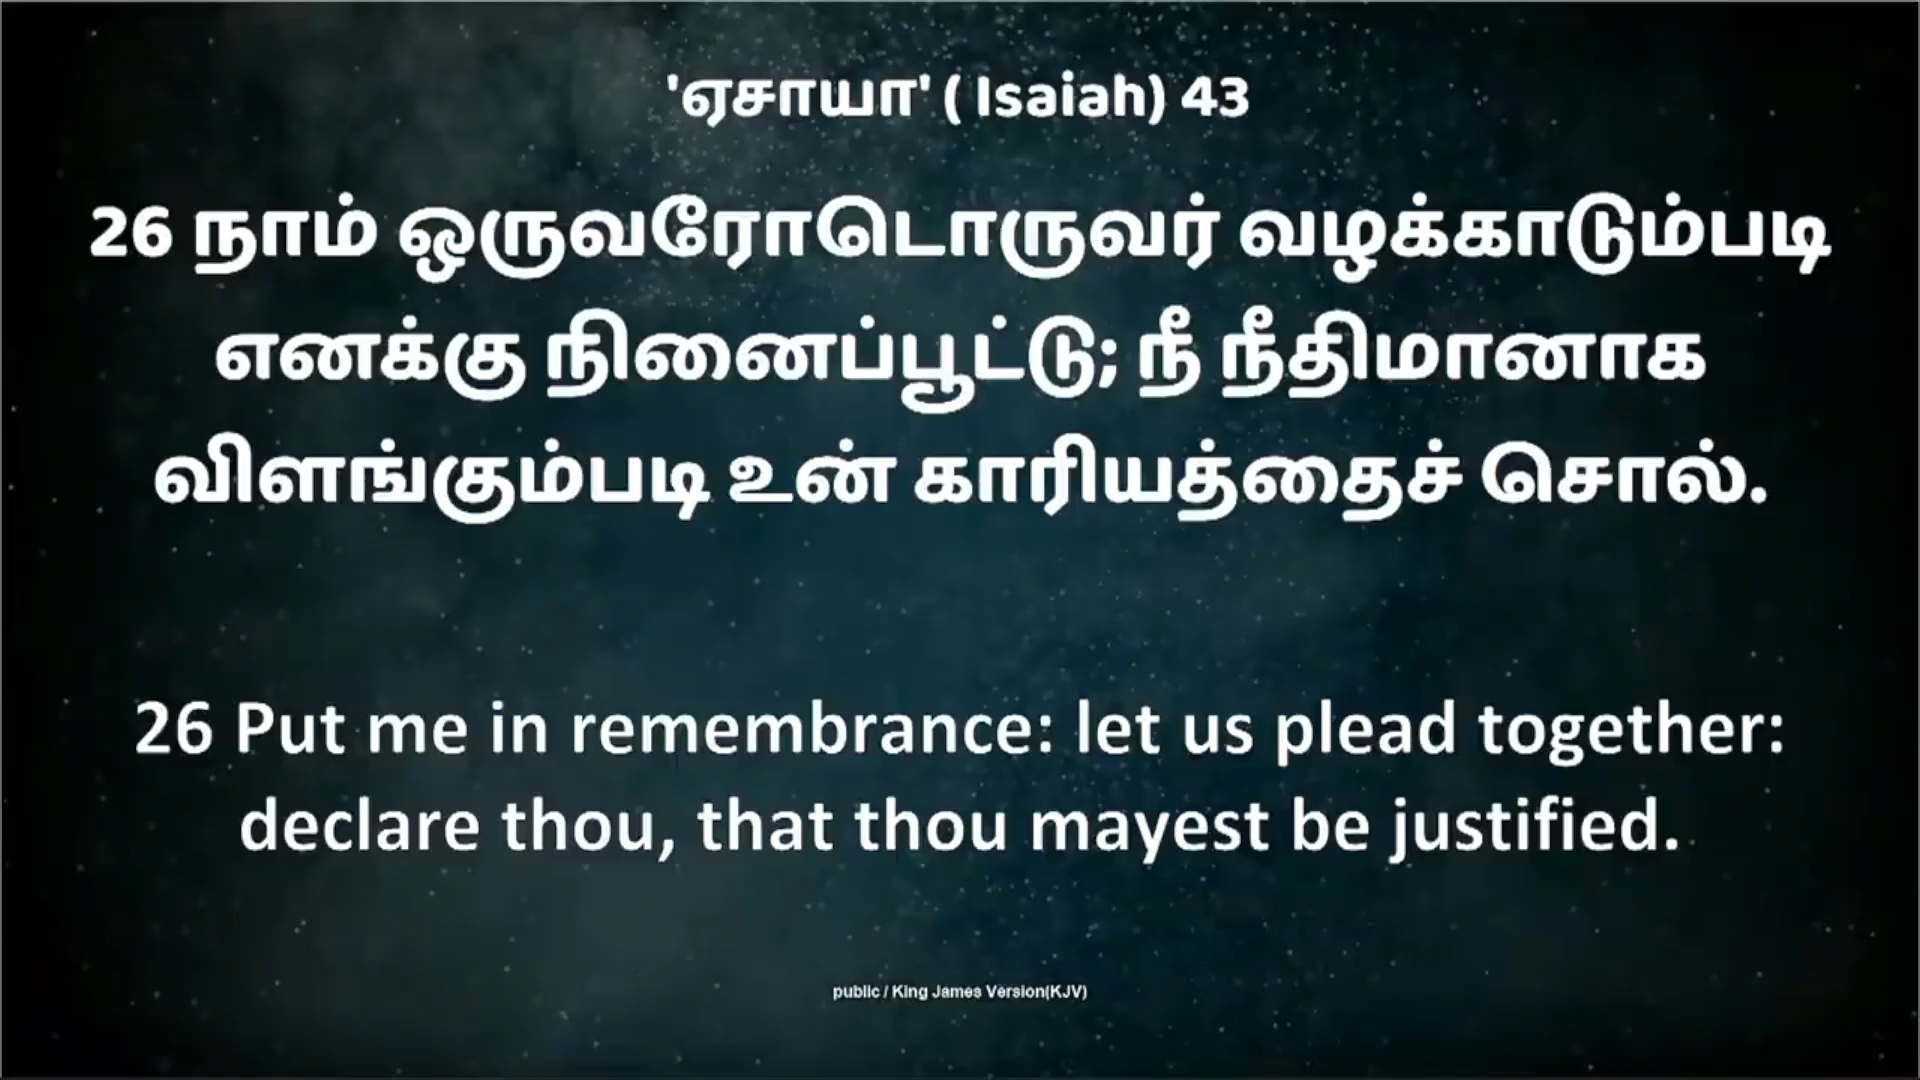 'ஏசாயா' ( Isaiah) 43
26 நாம் ஒருவரோடொருவர் வழக்காடும்படி
எனக்கு நினைப்பூட்டு; நீ நீதிமானாக
விளங்கும்படி உன் காரியத்தைச் சொல்.
26 Put me in remembrance: let us plead together:
declare thou, that thou mayest be justified.
public / King James Version(KJV)